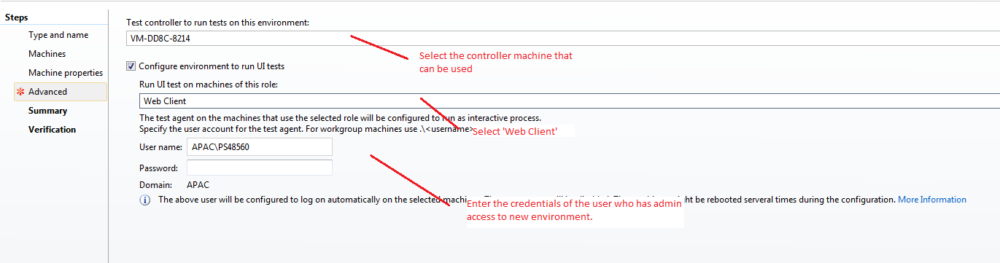 Steps
Type and name
Machines
Machine properties
Advanced
Summary
Verification
Test controller to run tests on this environment:
VM-DD8C-8214
Select the controller machine that
can be used
Configure environment to run UI tests
Run UI test on machines of this role:
Web Client
The test agent on the machines that use the selected role will be configured to run as interactive process.
Specify the user account for the test agent. For workgroup machines use .\<username>
Select 'Web Client'
User name: APAC\PS48560
Password:
Domain: APAC
The above user will be configured to log on automatically on the selected be rebooted serveral times during the configuration. More Information
Enter the credentials of the user who has admin
access to new environment.